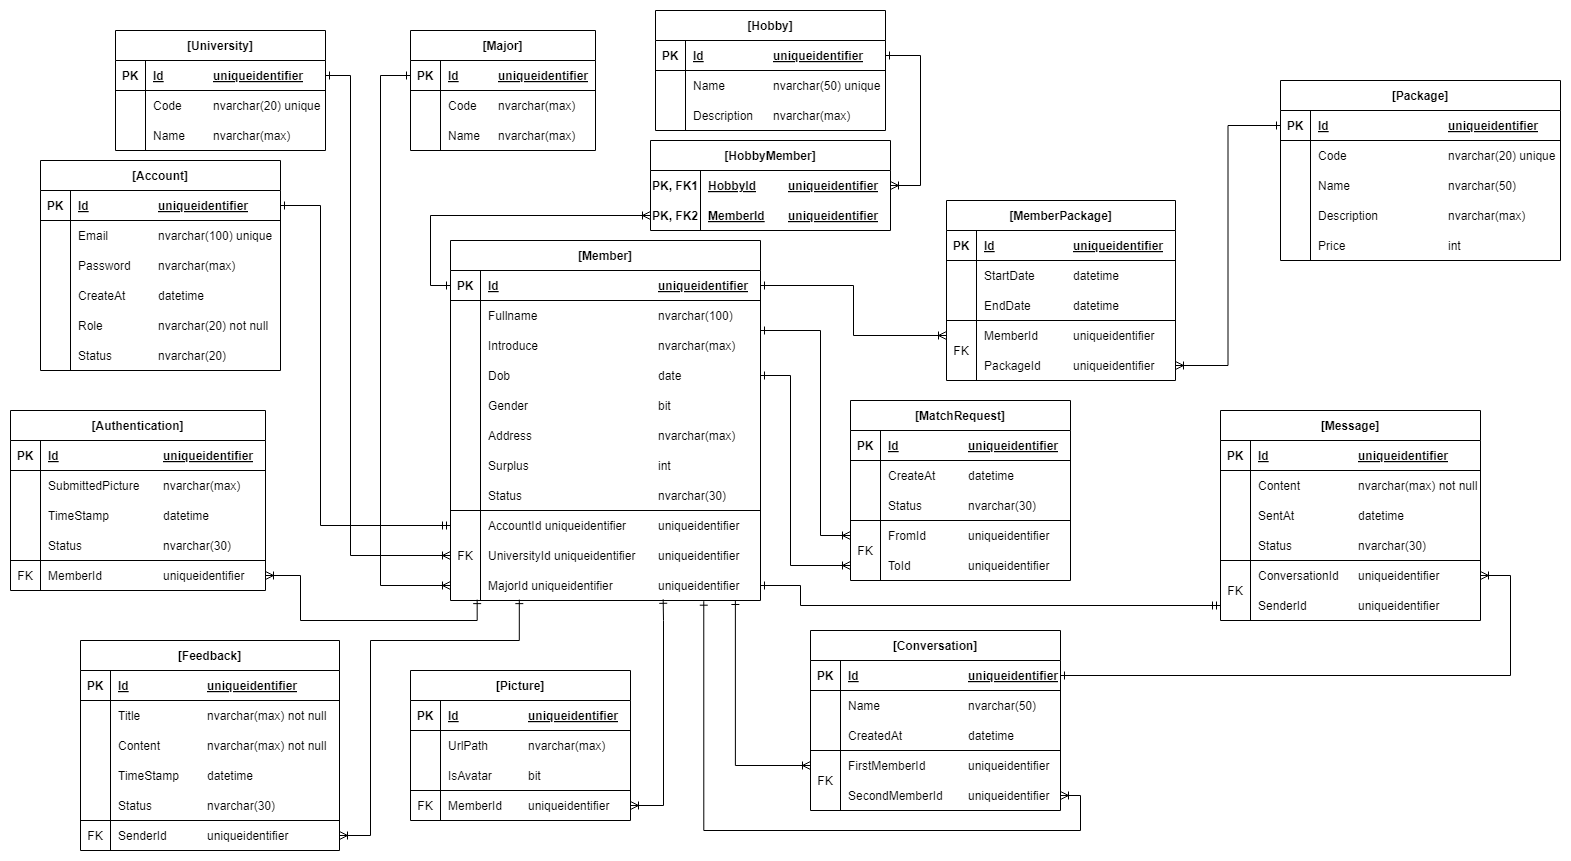 [University]
PK Id uniqueidentifier
Code nvarchar(20) unique
Name nvarchar(max)
[Major]
PK Id uniqueidentifier
Code nvarchar(max)
Name nvarchar(max)
[Hobby]
PK Id uniqueidentifier
Name nvarchar(50) unique
Description nvarchar(max)
[HobbyMember]
PK, FK1 HobbyId uniqueidentifier
PK, FK2 MemberId uniqueidentifier
[Package]
PK Id uniqueidentifier
Code nvarchar(20) unique
Name nvarchar(50)
Description nvarchar(max)
Price int
[Account]
PK Id uniqueidentifier
Email nvarchar(100) unique
Password nvarchar(max)
CreateAt datetime
Role nvarchar(20) not null
Status nvarchar(20)
[Member]
PK Id uniqueidentifier
Fullname nvarchar(100)
Introduce nvarchar(max)
Dob date
Gender bit
Address nvarchar(max)
Surplus int
Status nvarchar(30)
AccountId uniqueidentifier uniqueidentifier
FK UniversityId uniqueidentifier uniqueidentifier
MajorId uniqueidentifier uniqueidentifier
[MemberPackage]
PK Id uniqueidentifier
StartDate datetime
EndDate datetime
MemberId uniqueidentifier
FK
PackageId uniqueidentifier
[Authentication]
PK Id uniqueidentifier
SubmittedPicture nvarchar(max)
TimeStamp datetime
Status nvarchar(30)
FK MemberId uniqueidentifier
[MatchRequest]
PK Id uniqueidentifier
CreateAt datetime
Status nvarchar(30)
FromId uniqueidentifier
FK
ToId uniqueidentifier
[Message]
PK Id uniqueidentifier
Content nvarchar(max) not null
SentAt datetime
Status nvarchar(30)
ConversationId uniqueidentifier
FK
SenderId uniqueidentifier
[Feedback]
PK Id uniqueidentifier
Title nvarchar(max) not null
Content nvarchar(max) not null
TimeStamp datetime
Status nvarchar(30)
FK SenderId uniqueidentifier
[Picture]
PK Id uniqueidentifier
UrlPath nvarchar(max)
IsAvatar bit
FK MemberId uniqueidentifier
[Conversation]
PK Id uniqueidentifier
Name nvarchar(50)
CreatedAt datetime
FirstMemberId uniqueidentifier
FK
SecondMemberId uniqueidentifier